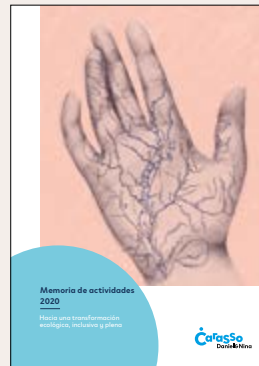 Memoria de actividades
2020
Hacia una transformación
ecológica, inclusiva y plena
Carasso
Daniel&Nina